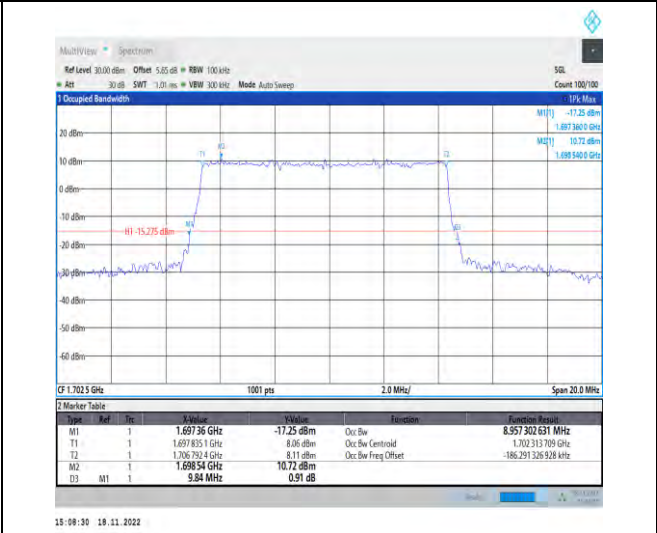 MultiView Spectrum
Ref Level 30.00 dBm Offset 5.85 dB RBW 100 kHz SGL
Att 30 dB SWT 1.01 ms VBW 300 kHz Mode Auto Sweep Count 100/100
1 Occupied Bandwidth 1Pk Max
M1[1] -17.25 dBm
1.697 360 0 GHz
M2[1] 10.72 dBm
1.698 540 0 GHz
20 dBm
M2
T1 T2
10 dBm
0 dBm
-10 dBm
M1
D3
H1 -15.275 dBm
-20 dBm
-30 dBm
-40 dBm
-50 dBm
-60 dBm
CF 1.702 5 GHz 1001 pts 2.0 MHz/ Span 20.0 MHz
2 Marker Table
Type Ref Trc X-Value Y-Value Function Function Result
M1 1 1.697 36 GHz -17.25 dBm Occ Bw 8.957 302 631 MHz
T1 1 1.697 835 1 GHz 8.06 dBm Occ Bw Centroid 1.702 313 709 GHz
T2 1 1.706 792 4 GHz 8.11 dBm Occ Bw Freq Offset -186.291 326 928 kHz
M2 1 1.698 54 GHz 10.72 dBm
D3 M1 1 9.84 MHz 0.91 dB
15:08:30 18.11.2022